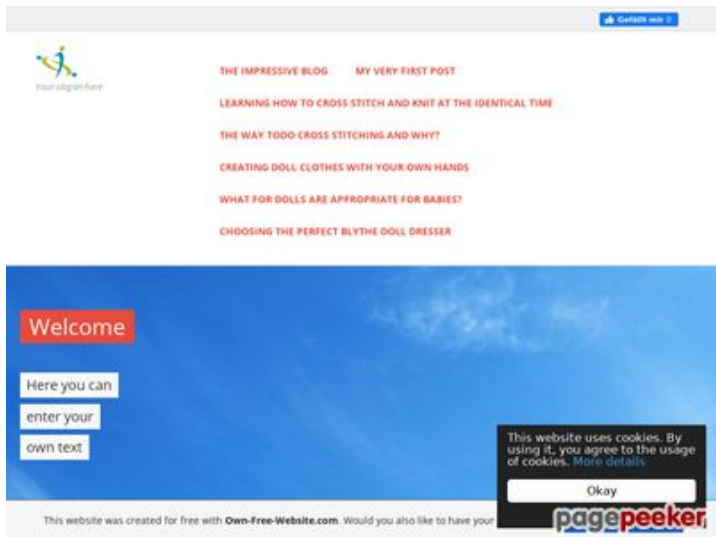 Gefällt mir 0
Your slogan here
THE IMPRESSIVE BLOG MY VERY FIRST POST
LEARNING HOW TO CROSS STITCH AND KNIT AT THE IDENTICAL TIME
THE WAY TODO CROSS STITCHING AND WHY?
CREATING DOLL CLOTHES WITH YOUR OWN HANDS
WHAT FOR DOLLS ARE APPROPRIATE FOR BABIES?
CHOOSING THE PERFECT BLYTHE DOLL DRESSER
Welcome
Here you can
enter your
own text
This website uses cookies. By
using it, you agree to the usage
of cookies. More details
Okay
This website was created for free with Own-Free-Website.com. Would you also like to have your
pagepeeker